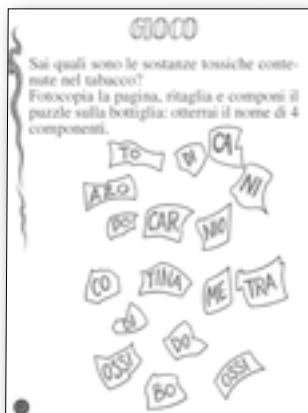 GIOCO
Sai quali sono le sostanze tossiche conte-
nute nel tabacco?
Fotocopia la pagina, ritaglia e componi il
puzzle sulla bottiglia: otterrai il nome di 4
componenti.
TO DI CA
ARO NI
DO CAR NIO
CO TINA ME TRA
DI
DO
OSSI OSSI
BO